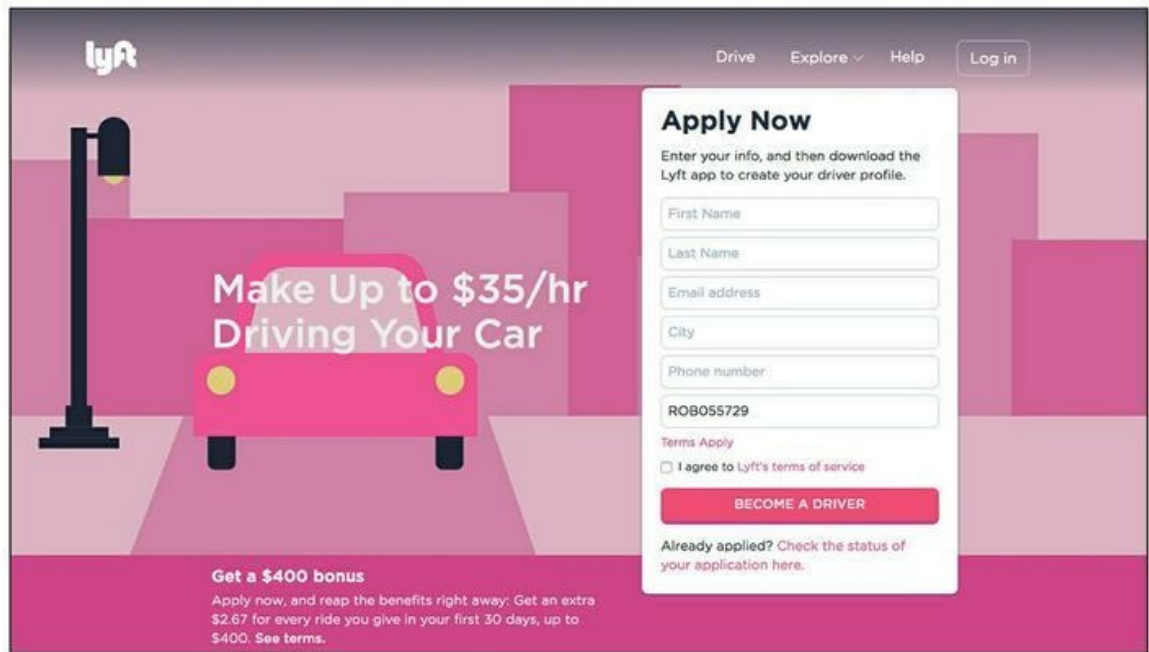 lyft
Drive
Explore
Help
Log in
Make Up to $35/hr
Driving Your Car
Get a $400 bonus
Apply now, and reap the benefits right away: Get an extra
$2.67 for every ride you give in your first 30 days, up to
$400. See terms.
Apply Now
Enter your info, and then download the
Lyft app to create your driver profile.
First Name
Last Name
Email address
City
Phone number
ROB055729
Terms Apply
I agree to Lyft's terms of service
BECOME A DRIVER
Already applied? Check the status of
your application here.